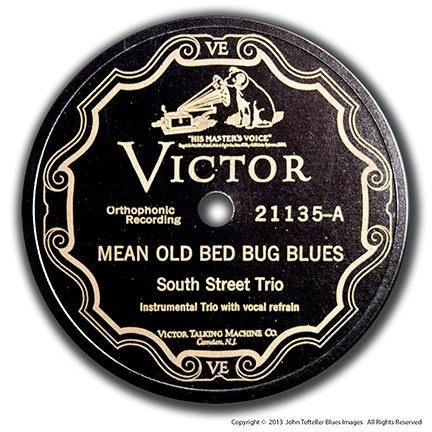 VE
"HIS MASTER'S VOICE"
VICTOR
Orthophonic
Recording
21135-A
MEAN OLD BED BUG BLUES
South Street Trio
Instrumental Trio with vocal refrain
VICTOR TALKING MACHINE CO.
Camden, N.J.
VE
Copyright © 2013 John Tefteller Blues Images All Rights Reserved